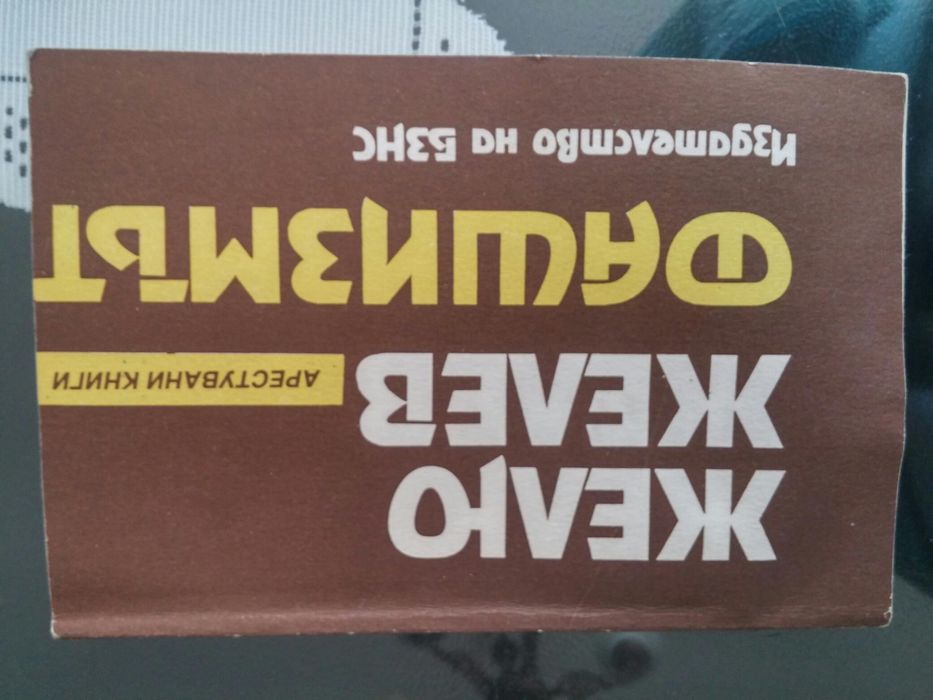 ЖЕЛЮ
ЖЕЛЕВ
АРЕСТУВАНИ КНИГИ
ФАШИЗМЪТ
Издателство на БЗНС